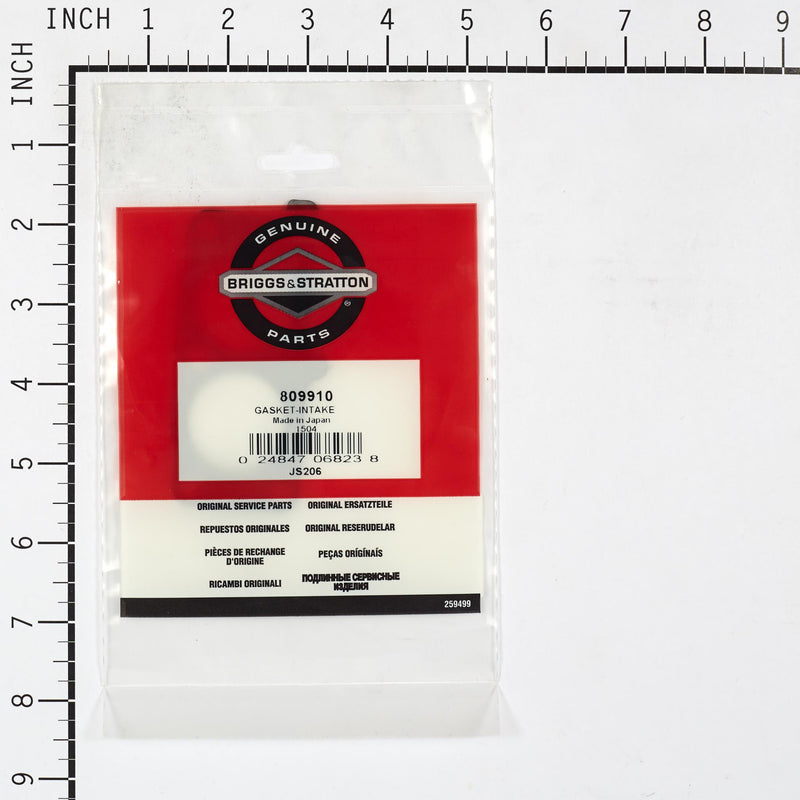 INCH 1 2 3 4 5 6 7 8 9
INCH
1
2
3
4
5
6
7
8
9
GENUINE
BRIGGS&STRATTON
®
PARTS
809910
GASKET-INTAKE
Made in Japan
1504
0 24847 06823 8
JS206
ORIGINAL SERVICE PARTS ORIGINAL ERSATZTEILE
REPUESTOS ORIGINALES ORIGINAL RESERUDELAR
PIÈCES DE RECHANGE
D'ORIGINE
PEÇAS ORÍGÍNAÍS
RICAMBI ORIGINALI
ПОДЛИННЫЕ СЕРВИСНЫЕ
ИЗДЕЛИЯ
259499